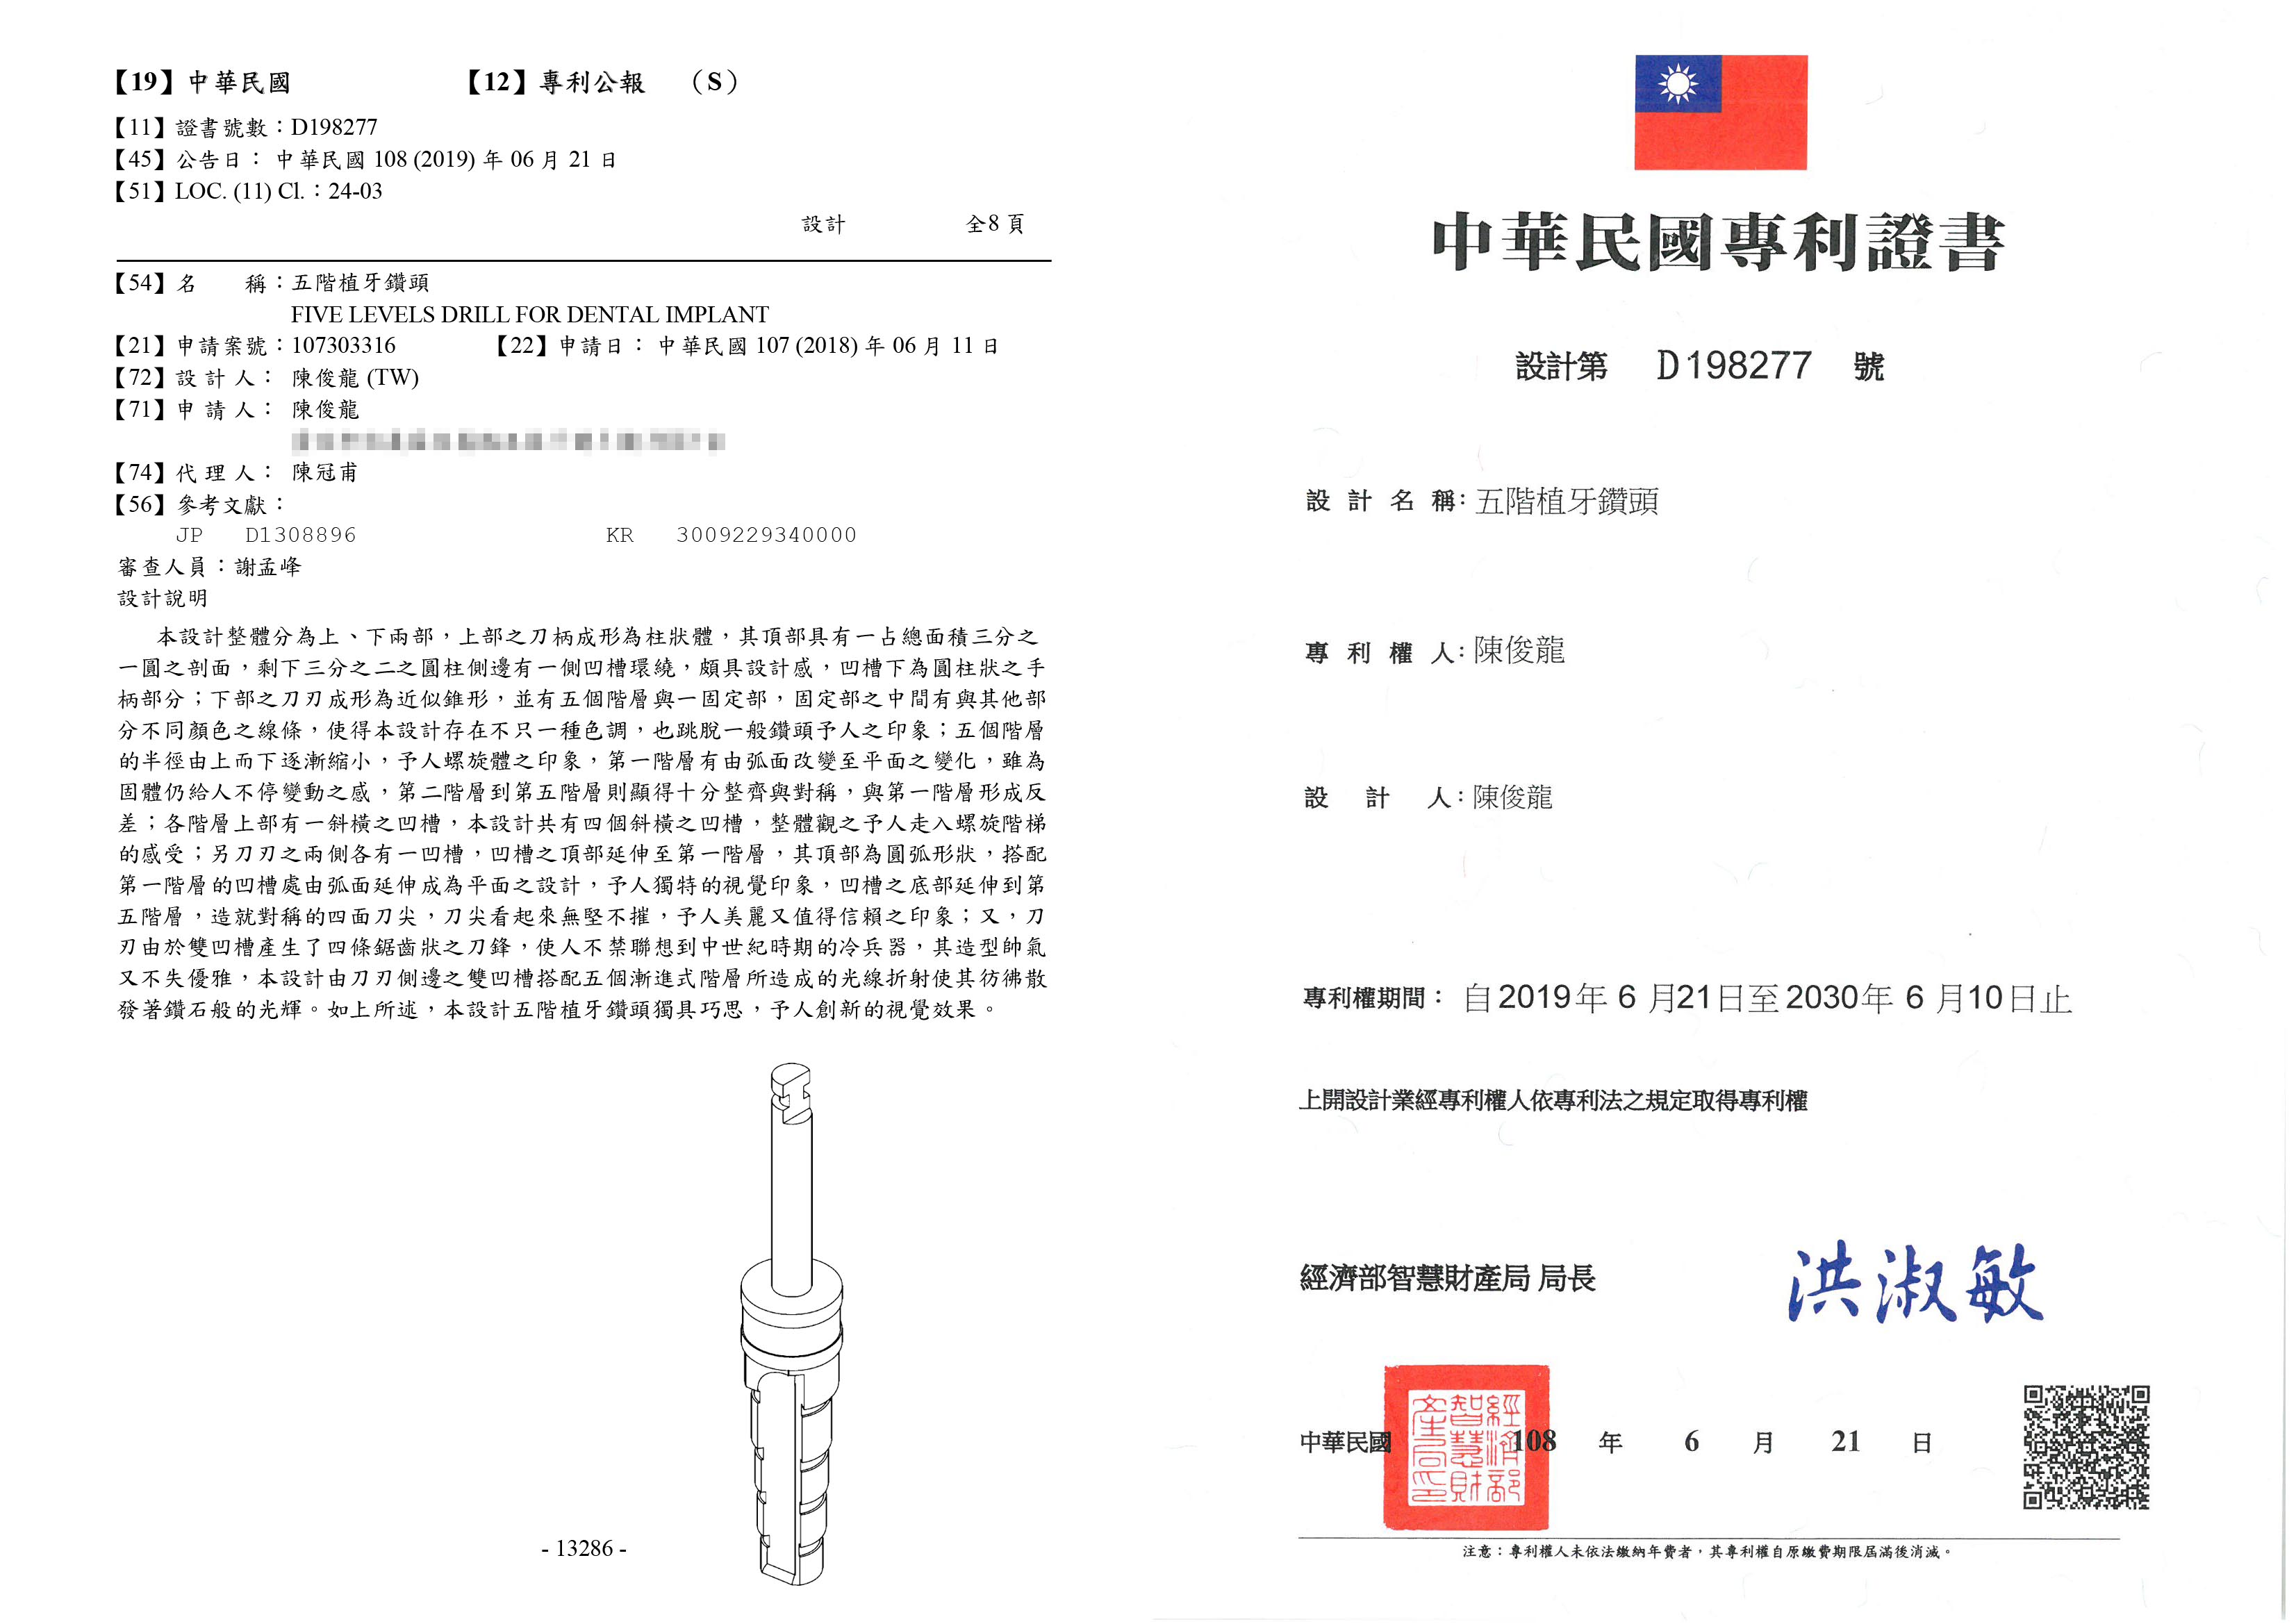 【19】中華民國 【12】專利公報 （S）
【11】證書號數：D198277
【45】公告日： 中華民國 108 (2019) 年 06 月 21 日
【51】LOC. (11) Cl.：24-03
設計 全8 頁
【54】名 稱：五階植牙鑽頭
FIVE LEVELS DRILL FOR DENTAL IMPLANT
【21】申請案號：107303316 【22】申請日： 中華民國 107 (2018) 年 06 月 11 日
【72】設 計 人： 陳俊龍 (TW)
【71】申 請 人： 陳俊龍
【74】代 理 人： 陳冠甫
【56】參考文獻：
JP D1308896 KR 3009229340000
審查人員：謝孟峰
設計說明
本設計整體分為上、下兩部，上部之刀柄成形為柱狀體，其頂部具有一占總面積三分之
一圓之剖面，剩下三分之二之圓柱側邊有一側凹槽環繞，頗具設計感，凹槽下為圓柱狀之手
柄部分；下部之刀刃成形為近似錐形，並有五個階層與一固定部，固定部之中間有與其他部
分不同顏色之線條，使得本設計存在不只一種色調，也跳脫一般鑽頭予人之印象；五個階層
的半徑由上而下逐漸縮小，予人螺旋體之印象，第一階層有由弧面改變至平面之變化，雖為
固體仍給人不停變動之感，第二階層到第五階層則顯得十分整齊與對稱，與第一階層形成反
差；各階層上部有一斜橫之凹槽，本設計共有四個斜橫之凹槽，整體觀之予人走入螺旋階梯
的感受；另刀刃之兩側各有一凹槽，凹槽之頂部延伸至第一階層，其頂部為圓弧形狀，搭配
第一階層的凹槽處由弧面延伸成為平面之設計，予人獨特的視覺印象，凹槽之底部延伸到第
五階層，造就對稱的四面刀尖，刀尖看起來無堅不摧，予人美麗又值得信賴之印象；又，刀
刃由於雙凹槽產生了四條鋸齒狀之刀鋒，使人不禁聯想到中世紀時期的冷兵器，其造型帥氣
又不失優雅，本設計由刀刃側邊之雙凹槽搭配五個漸進式階層所造成的光線折射使其彷彿散
發著鑽石般的光輝。如上所述，本設計五階植牙鑽頭獨具巧思，予人創新的視覺效果。
- 13286 -
中華民國專利證書
設計第 D198277 號
設 計 名 稱：五階植牙鑽頭
專 利 權 人：陳俊龍
設 計 人：陳俊龍
專利權期間： 自2019年 6 月21日至2030年 6 月10日止
上開設計業經專利權人依專利法之規定取得專利權
經濟部智慧財產局 局長 洪淑敏
經濟部智慧財產局印
中華民國 108 年 6 月 21 日
注意：專利權人未依法繳納年費者，其專利權自原繳費期限屆滿後消滅。